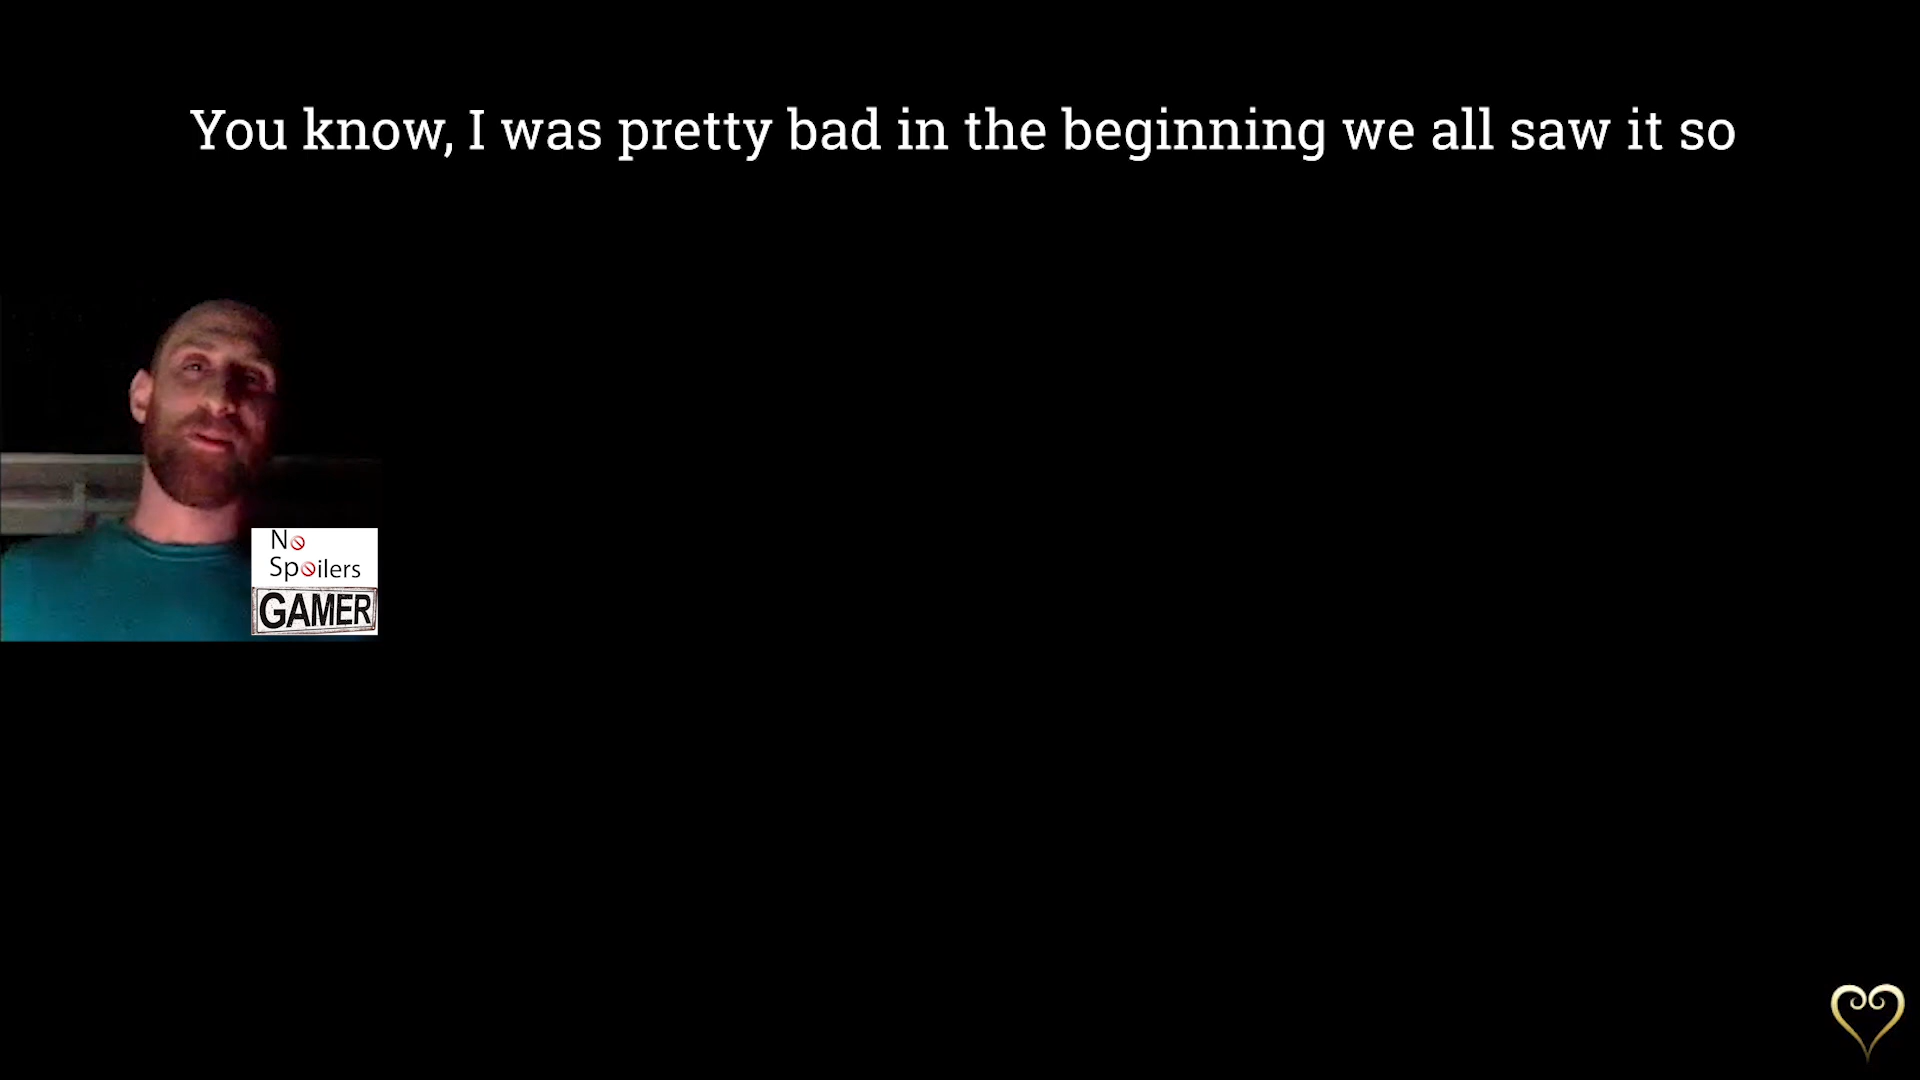 You know, I was pretty bad in the beginning we all saw it so
No
Spoilers
GAMER